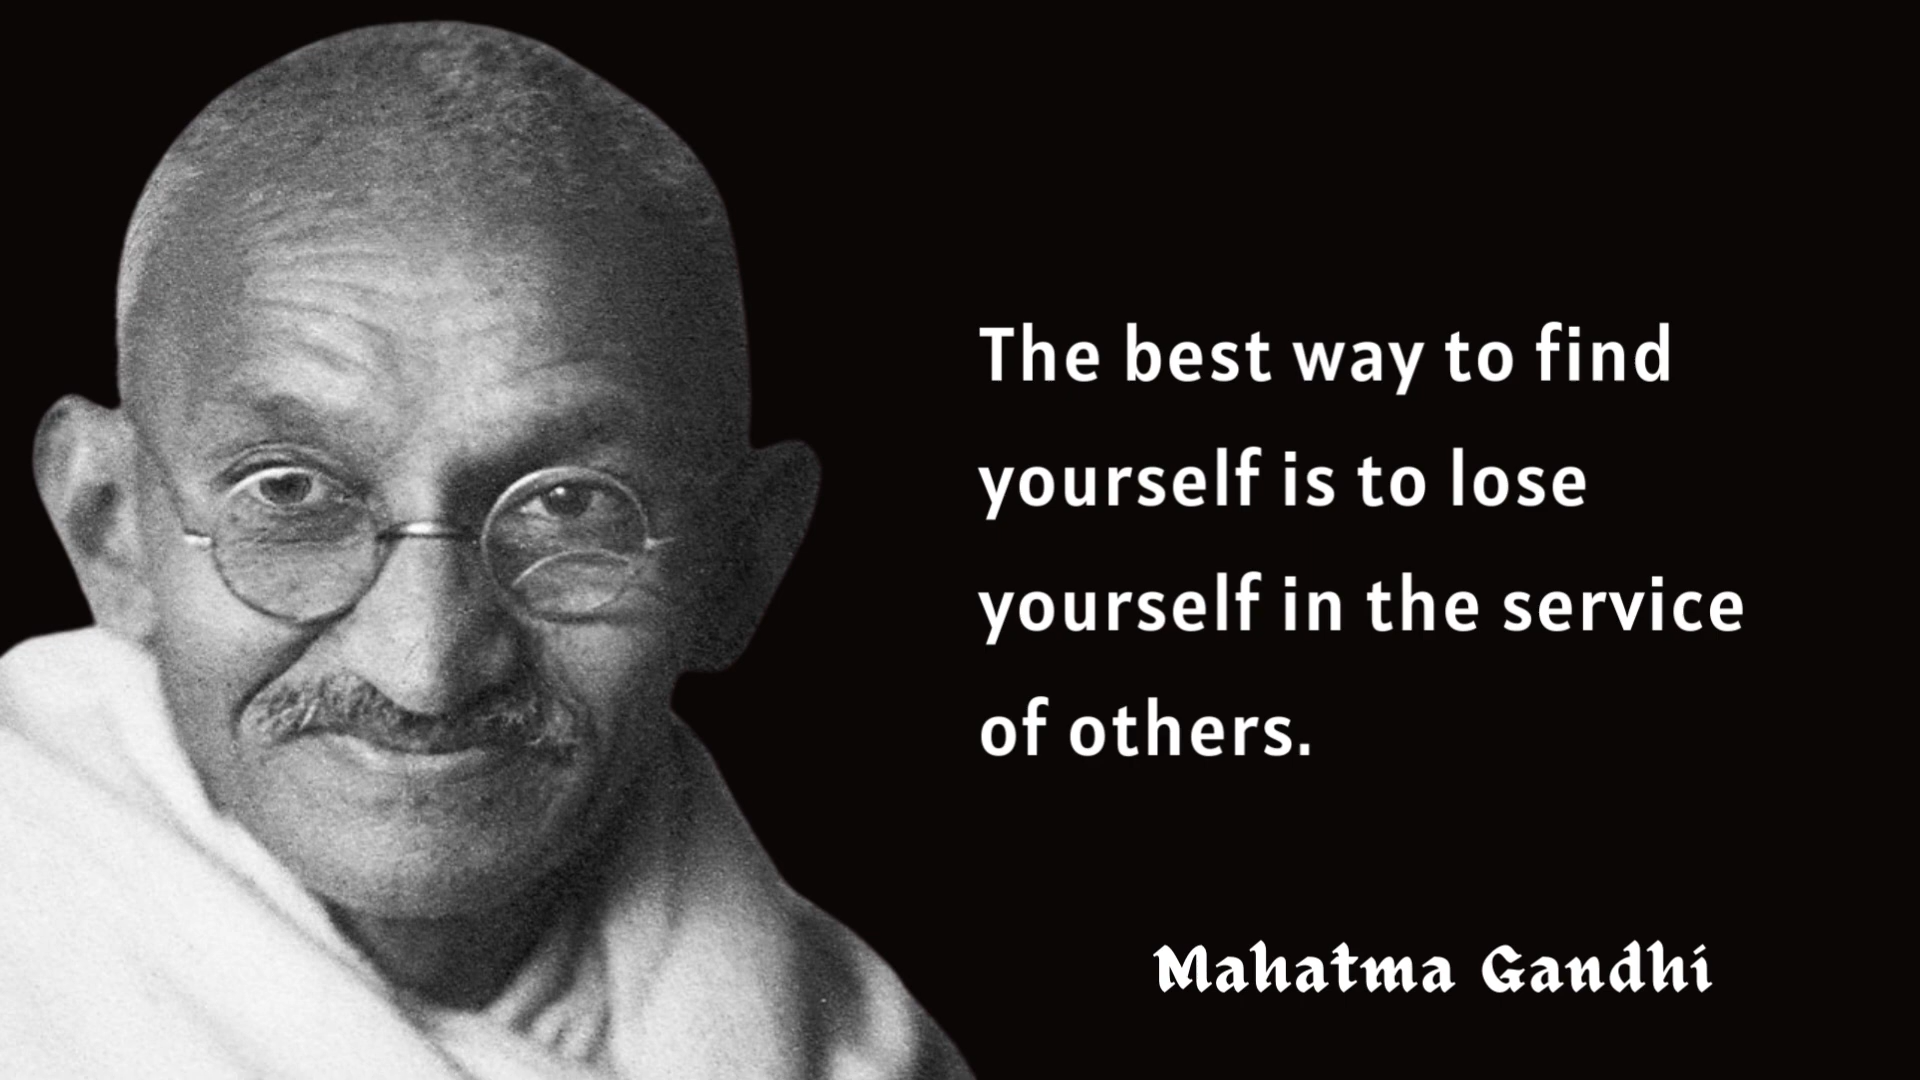 The best way to find
yourself is to lose
yourself in the service
of others.
Mahatma Gandhi